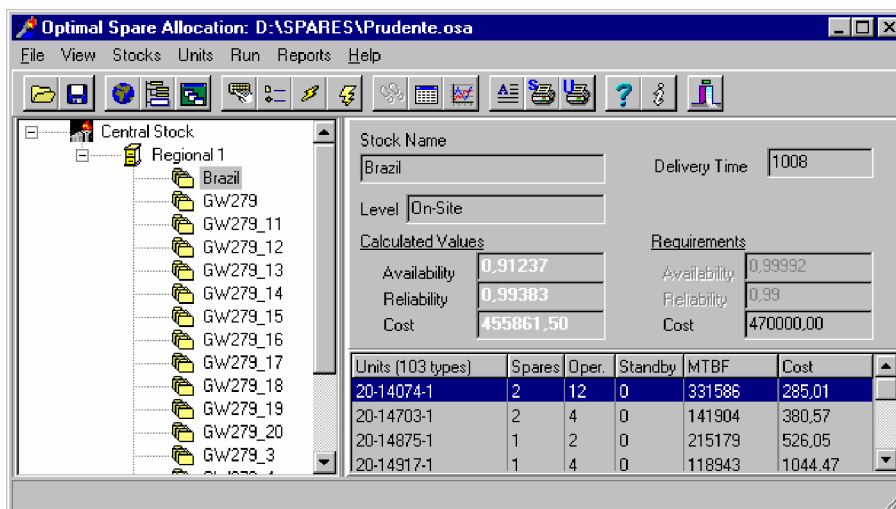 Optimal Spare Allocation: D:\SPARES\Prudente.osa
File View Stocks Units Run Reports Help
Central Stock
Regional 1
Brazil
GW279
GW279_11
GW279_12
GW279_13
GW279_14
GW279_15
GW279_16
GW279_17
GW279_18
GW279_19
GW279_20
GW279_3
Stock Name
Brazil
Delivery Time 1008
Level On-Site
Calculated Values
Availability 0,91237
Reliability 0,99383
Cost 455861,50
Requirements
Availability 0,99992
Reliability 0,99
Cost 470000,00
Units (103 types) Spares Oper. Standby MTBF Cost
20-14074-1 2 12 0 331586 285,01
20-14703-1 2 4 0 141904 380,57
20-14875-1 1 2 0 215179 526,05
20-14917-1 1 4 0 118943 1044,47